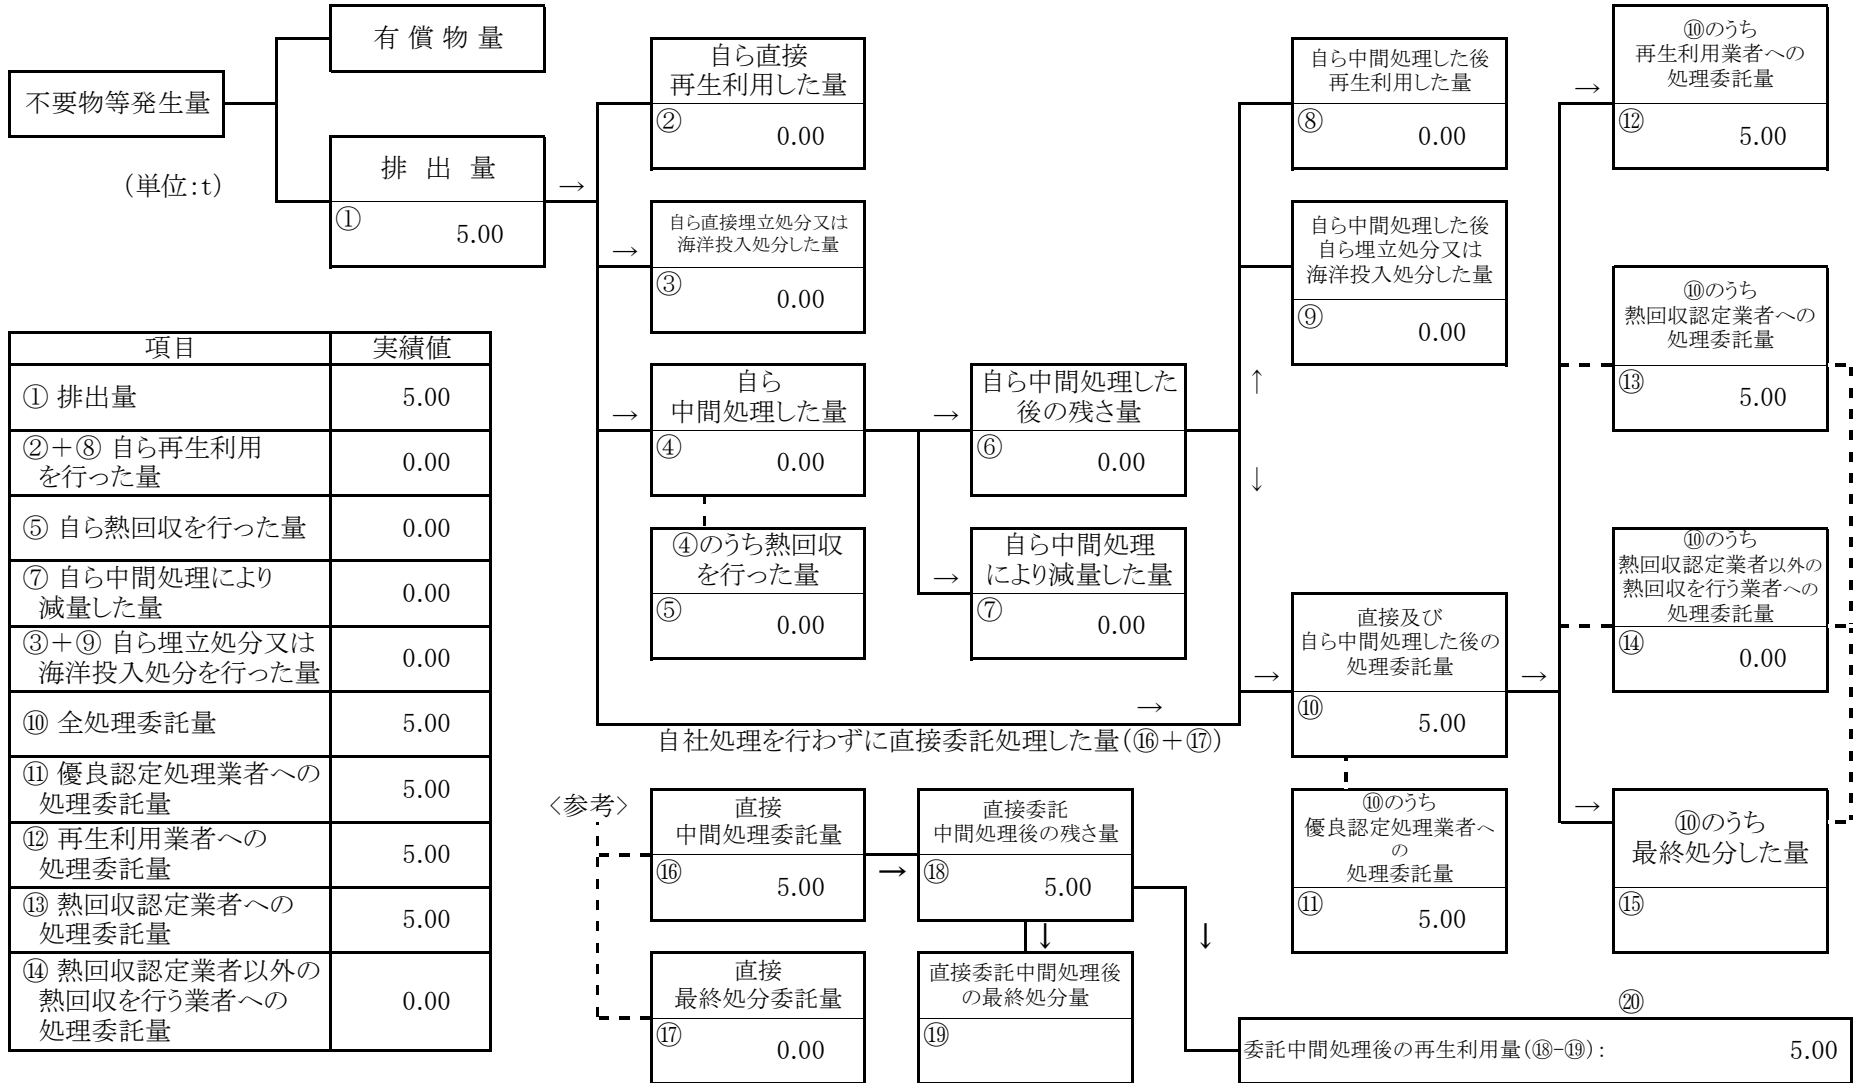 有 償 物 量
不要物等発生量
(単位:t)
排 出 量
①
5.00
→
自ら直接
再生利用した量
②
0.00
→
自ら直接埋立処分又は
海洋投入処分した量
③
0.00
→
自ら
中間処理した量
④
0.00
④のうち熱回収
を行った量
⑤
0.00
→
自ら中間処理した
後の残さ量
⑥
0.00
→
自ら中間処理
により減量した量
⑦
0.00
↑
↓
自ら中間処理した後
再生利用した量
⑧
0.00
自ら中間処理した後
自ら埋立処分又は
海洋投入処分した量
⑨
0.00
→
自社処理を行わずに直接委託処理した量(⑯+⑰)
→
直接及び
自ら中間処理した後の
処理委託量
⑩
5.00
⑩のうち
優良認定処理業者へ
の
処理委託量
⑪
5.00
→
→
⑩のうち
再生利用業者への
処理委託量
⑫
5.00
⑩のうち
熱回収認定業者への
処理委託量
⑬
5.00
⑩のうち
熱回収認定業者以外の
熱回収を行う業者への
処理委託量
⑭
0.00
→
⑩のうち
最終処分した量
⑮
項目 実績値
① 排出量 5.00
②+⑧ 自ら再生利用
を行った量 0.00
⑤ 自ら熱回収を行った量 0.00
⑦ 自ら中間処理により
減量した量 0.00
③+⑨ 自ら埋立処分又は
海洋投入処分を行った量 0.00
⑩ 全処理委託量 5.00
⑪ 優良認定処理業者への
処理委託量 5.00
⑫ 再生利用業者への
処理委託量 5.00
⑬ 熱回収認定業者への
処理委託量 5.00
⑭ 熱回収認定業者以外の
熱回収を行う業者への
処理委託量 0.00
<参考>
直接
中間処理委託量
⑯
5.00
→
直接委託
中間処理後の残さ量
⑱
5.00
↓
↓
直接
最終処分委託量
⑰
0.00
直接委託中間処理後
の最終処分量
⑲
⑳
委託中間処理後の再生利用量(⑱-⑲): 5.00